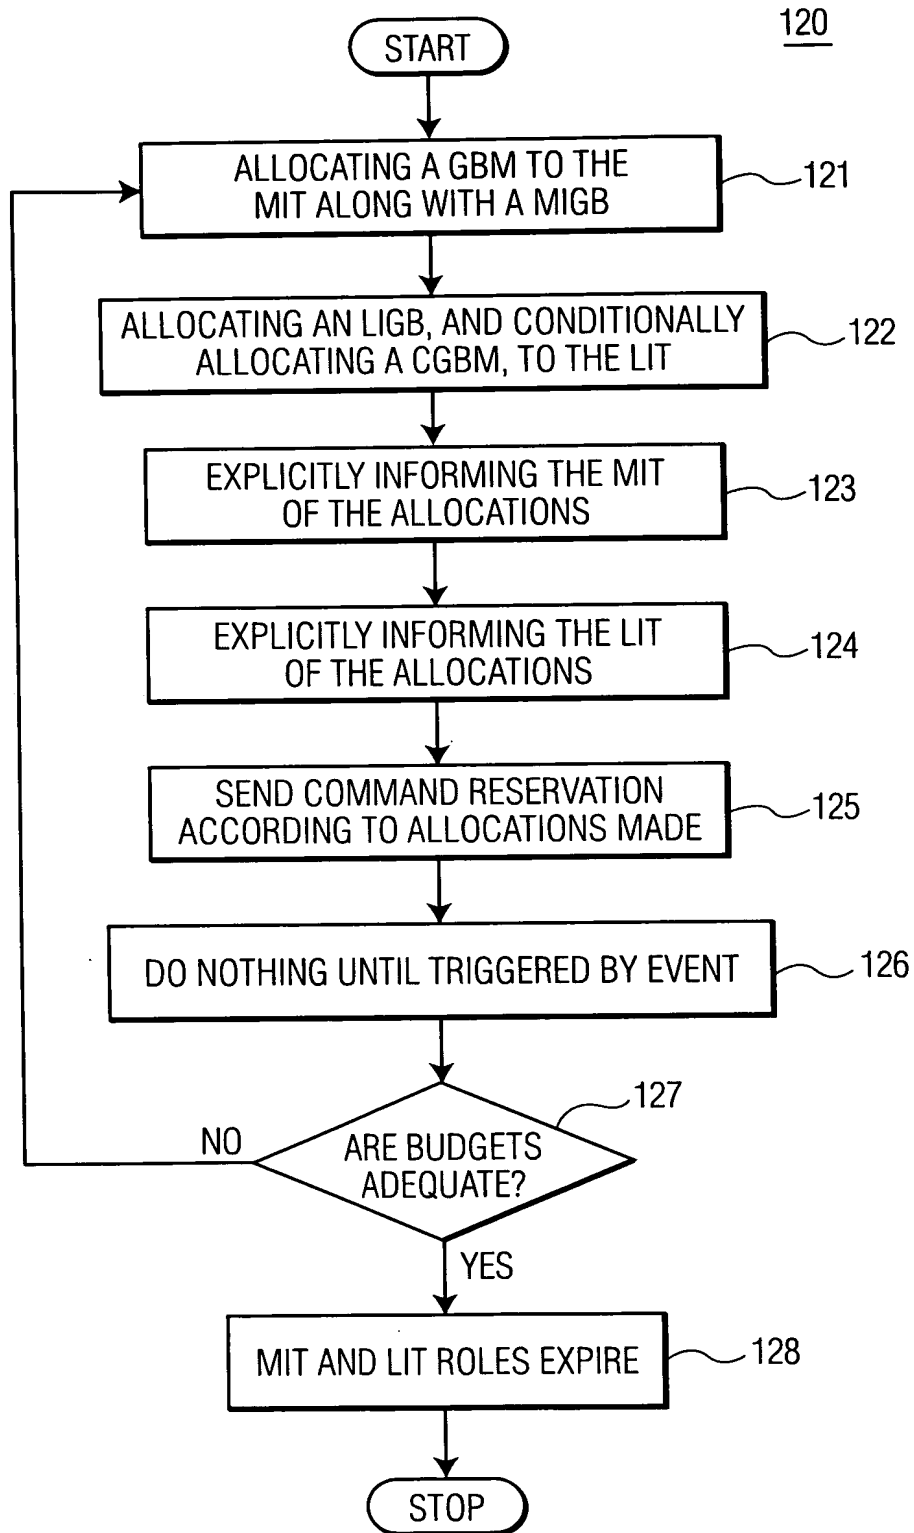 120
START
ALLOCATING A GBM TO THE
MIT ALONG WITH A MIGB
121
ALLOCATING AN LIGB, AND CONDITIONALLY
ALLOCATING A CGBM, TO THE LIT
122
EXPLICITLY INFORMING THE MIT
OF THE ALLOCATIONS
123
EXPLICITLY INFORMING THE LIT
OF THE ALLOCATIONS
124
SEND COMMAND RESERVATION
ACCORDING TO ALLOCATIONS MADE
125
DO NOTHING UNTIL TRIGGERED BY EVENT
126
127
NO
ARE BUDGETS
ADEQUATE?
YES
MIT AND LIT ROLES EXPIRE
128
STOP